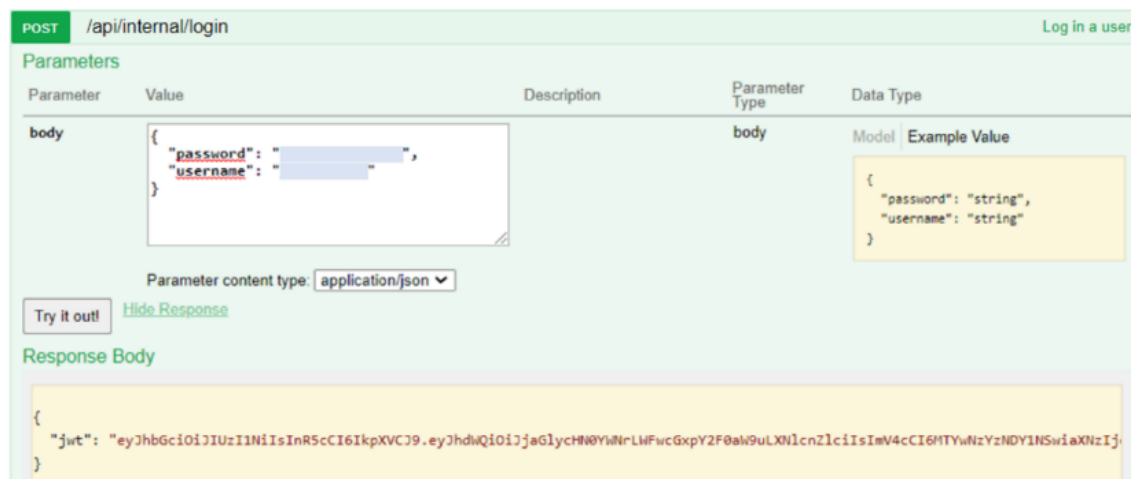 POST /api/internal/login Log in a user
Parameters
Parameter Value Description Parameter Type Data Type
body
{
"password": "",
"username": ""
}
body
Model Example Value
{
"password": "string",
"username": "string"
}
Parameter content type: application/json
Try it out! Hide Response
Response Body
{
"jwt": "eyJhbGciOiJIUzI1NiIsInR5cCI6IkpXVCJ9.eyJhdWQiOiJjaGlycHN0YWNrLWFwcGxpY2F0aW9uLXNlcnZlciIsImV4cCI6MTYwNzYzNDY1NSwiaXNzIj
}